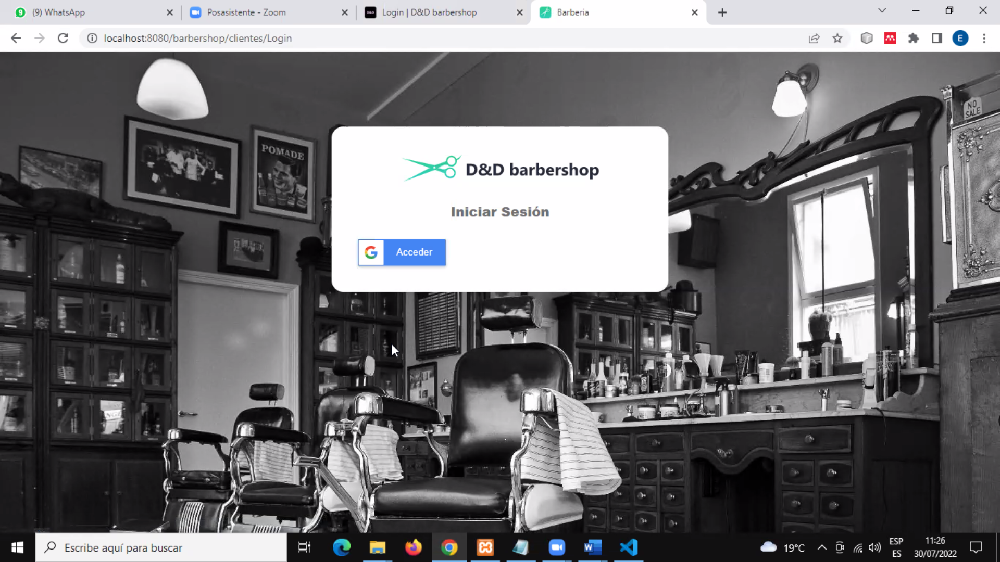 (9) WhatsApp
Posasistente - Zoom
Login | D&D barbershop
Barberia
localhost:8080/barbershop/clientes/Login
E
NO
SALE
POMADE
D&D barbershop
Iniciar Sesión
Acceder
Escribe aquí para buscar
19°C
ESP
ES
11:26
30/07/2022